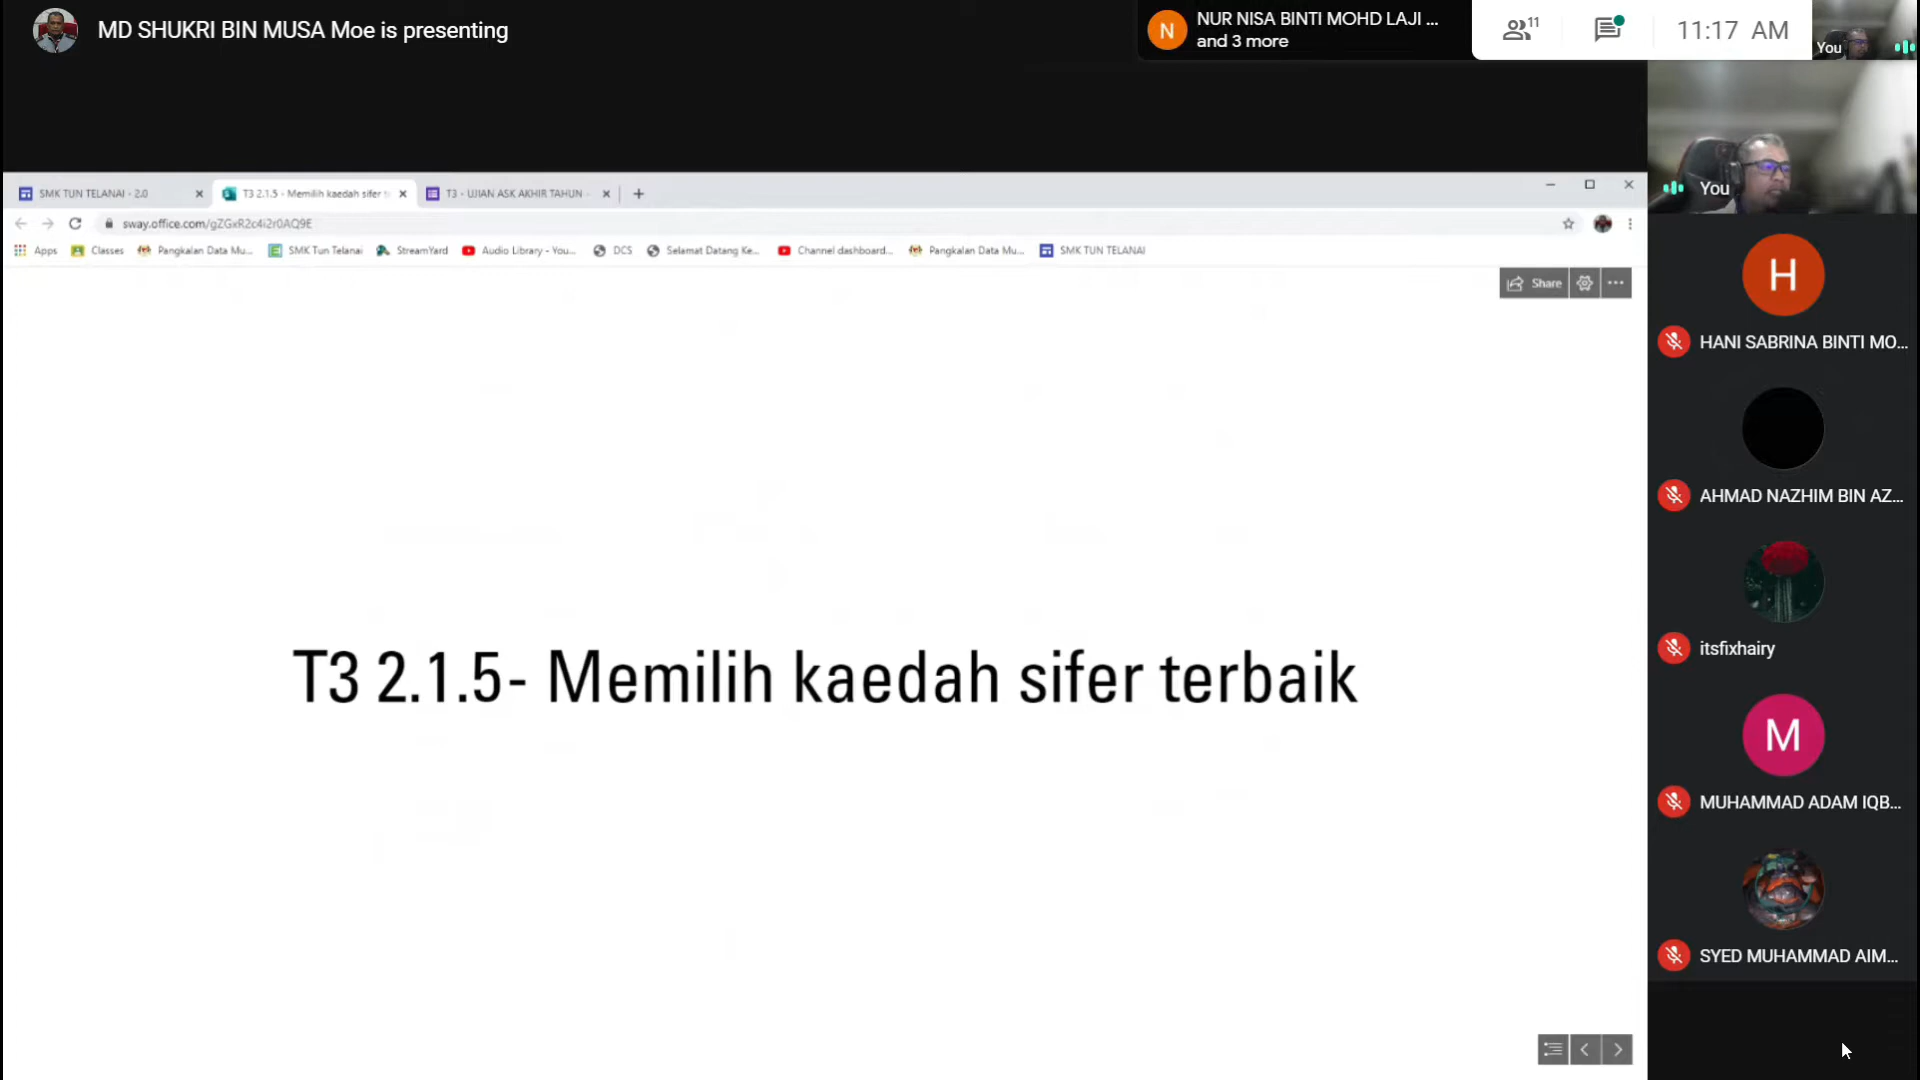 MD SHUKRI BIN MUSA Moe is presenting
N
NUR NISA BINTI MOHD LAJI ...
and 3 more
11
11:17 AM
You
SMK TUN TELANAI - 2.0
T3 2.1.5 - Memilih kaedah sifer t
T3 - UJIAN ASK AKHIR TAHUN -
sway.office.com/gZGxR2c4i2r0AQ9E
Apps
Classes
Pangkalan Data Mu...
SMK Tun Telanai
StreamYard
Audio Library - You...
DCS
Selamat Datang Ke...
Channel dashboard...
Pangkalan Data Mu...
SMK TUN TELANAI
Share
T3 2.1.5- Memilih kaedah sifer terbaik
You
H
HANI SABRINA BINTI MO...
AHMAD NAZHIM BIN AZ...
itsfixhairy
M
MUHAMMAD ADAM IQB...
SYED MUHAMMAD AIM...